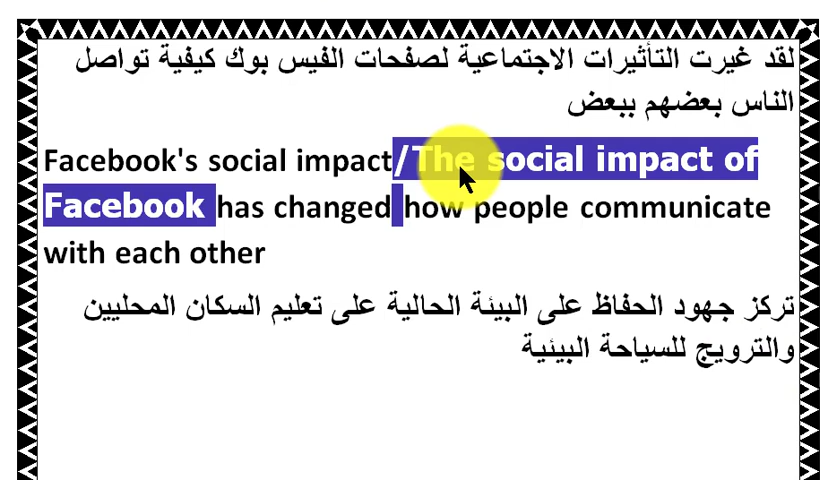 لقد غيرت التأثيرات الاجتماعية لصفحات الفيس بوك كيفية تواصل
الناس بعضهم ببعض
Facebook's social impact/The social impact of
Facebook has changed how people communicate
with each other
تركز جهود الحفاظ على البيئة الحالية على تعليم السكان المحليين
والترويج للسياحة البيئية